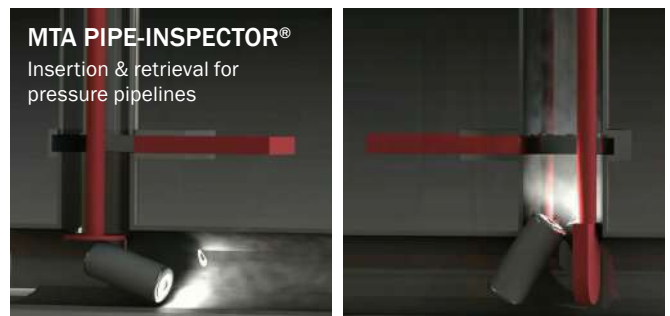 MTA PIPE-INSPECTOR®
Insertion & retrieval for
pressure pipelines